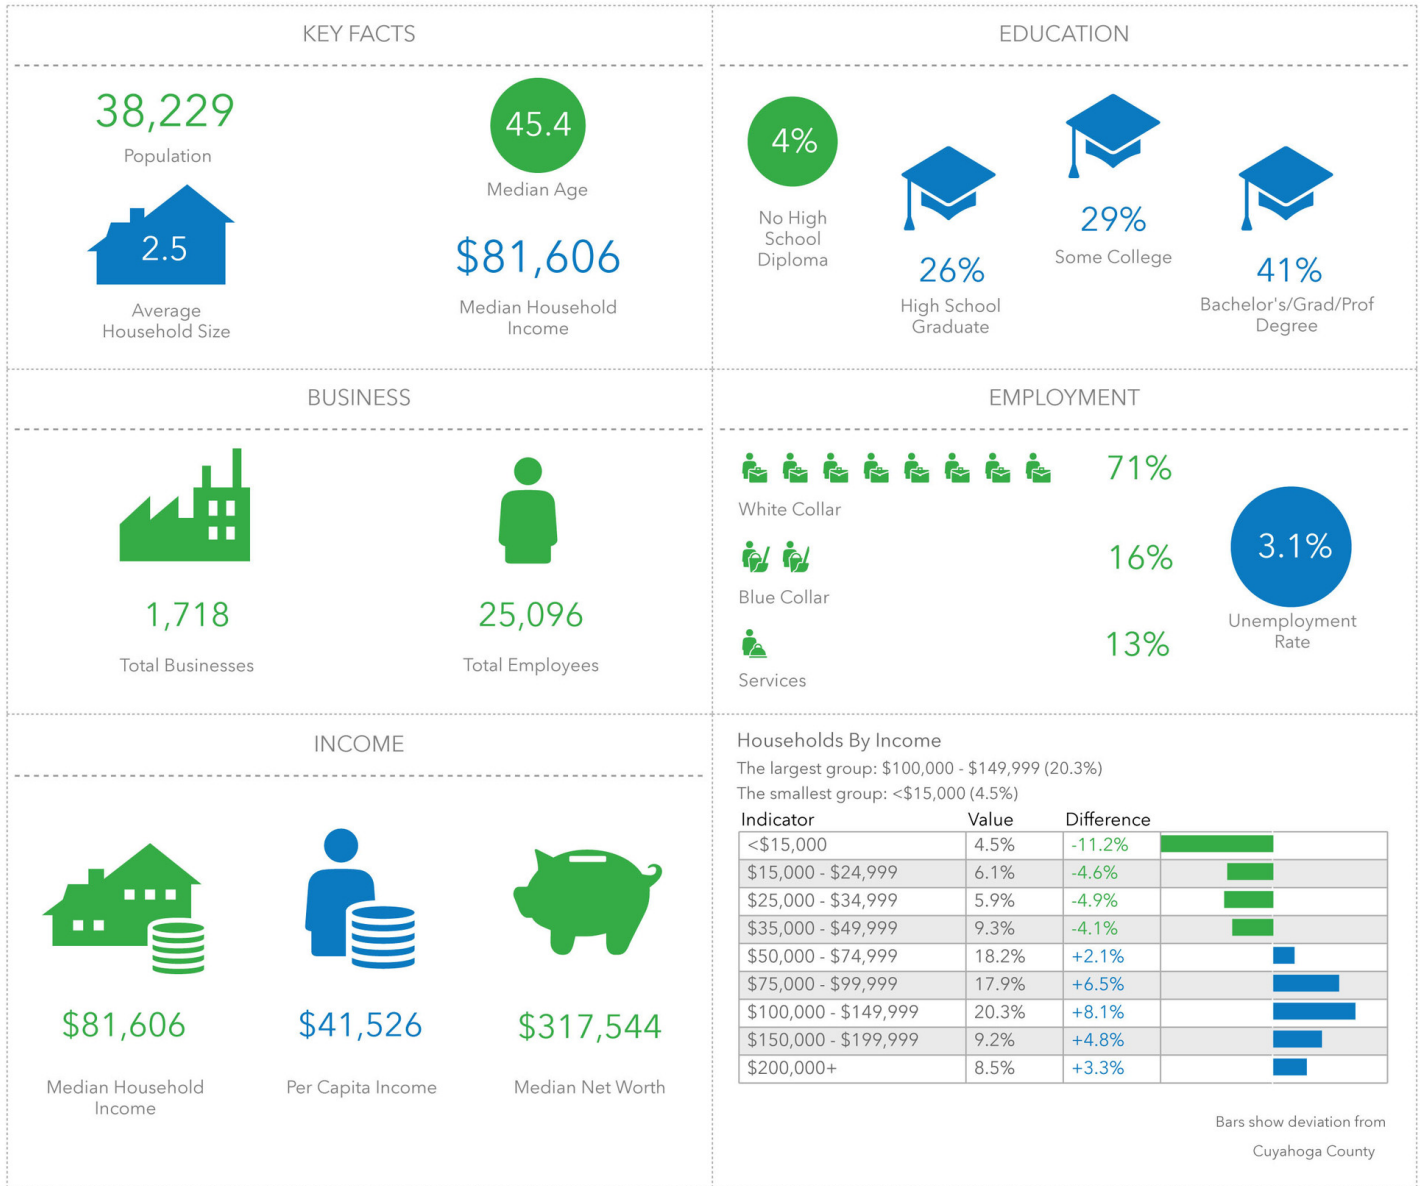 KEY FACTS
38,229
Population
45.4
Median Age
2.5
Average
Household Size
$81,606
Median Household
Income
EDUCATION
4%
No High
School
Diploma
26%
High School
Graduate
29%
Some College
41%
Bachelor's/Grad/Prof
Degree
BUSINESS
1,718
Total Businesses
25,096
Total Employees
EMPLOYMENT
71%
White Collar
16%
Blue Collar
13%
Services
3.1%
Unemployment
Rate
INCOME
$81,606
Median Household
Income
$41,526
Per Capita Income
$317,544
Median Net Worth
Households By Income
The largest group: $100,000 - $149,999 (20.3%)
The smallest group: <$15,000 (4.5%)
Indicator Value Difference
<$15,000 4.5% -11.2%
$15,000 - $24,999 6.1% -4.6%
$25,000 - $34,999 5.9% -4.9%
$35,000 - $49,999 9.3% -4.1%
$50,000 - $74,999 18.2% +2.1%
$75,000 - $99,999 17.9% +6.5%
$100,000 - $149,999 20.3% +8.1%
$150,000 - $199,999 9.2% +4.8%
$200,000+ 8.5% +3.3%
Bars show deviation from
Cuyahoga County